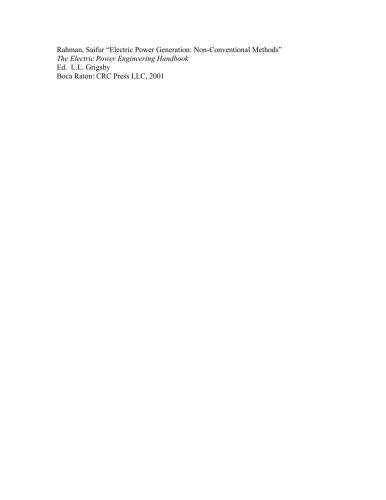 Rahman, Saifur “Electric Power Generation: Non-Conventional Methods”
The Electric Power Engineering Handbook
Ed. L.L. Grigsby
Boca Raton: CRC Press LLC, 2001